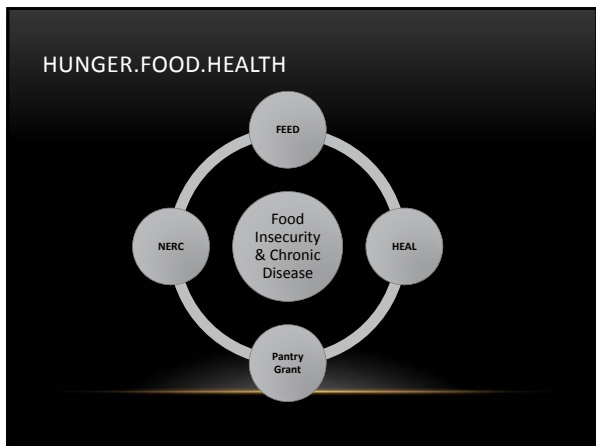 HUNGER.FOOD.HEALTH
FEED
NERC
Food
Insecurity
& Chronic
Disease
HEAL
Pantry
Grant